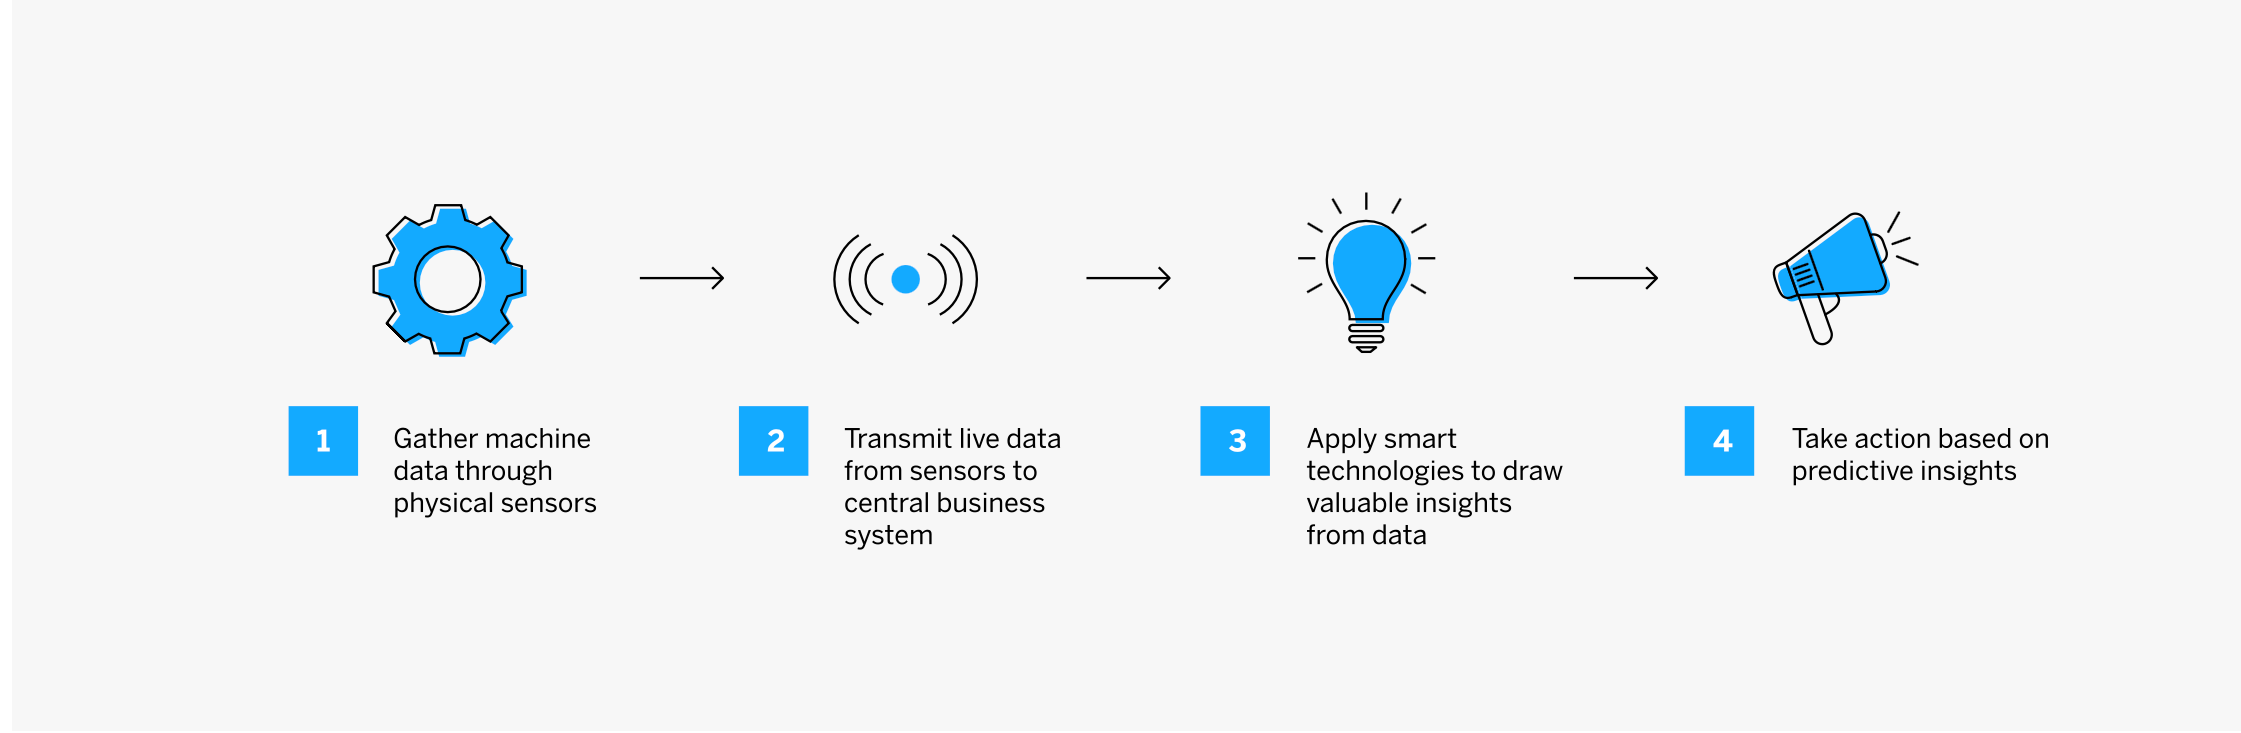 1
Gather machine
data through
physical sensors
2
Transmit live data
from sensors to
central business
system
3
Apply smart
technologies to draw
valuable insights
from data
4
Take action based on
predictive insights